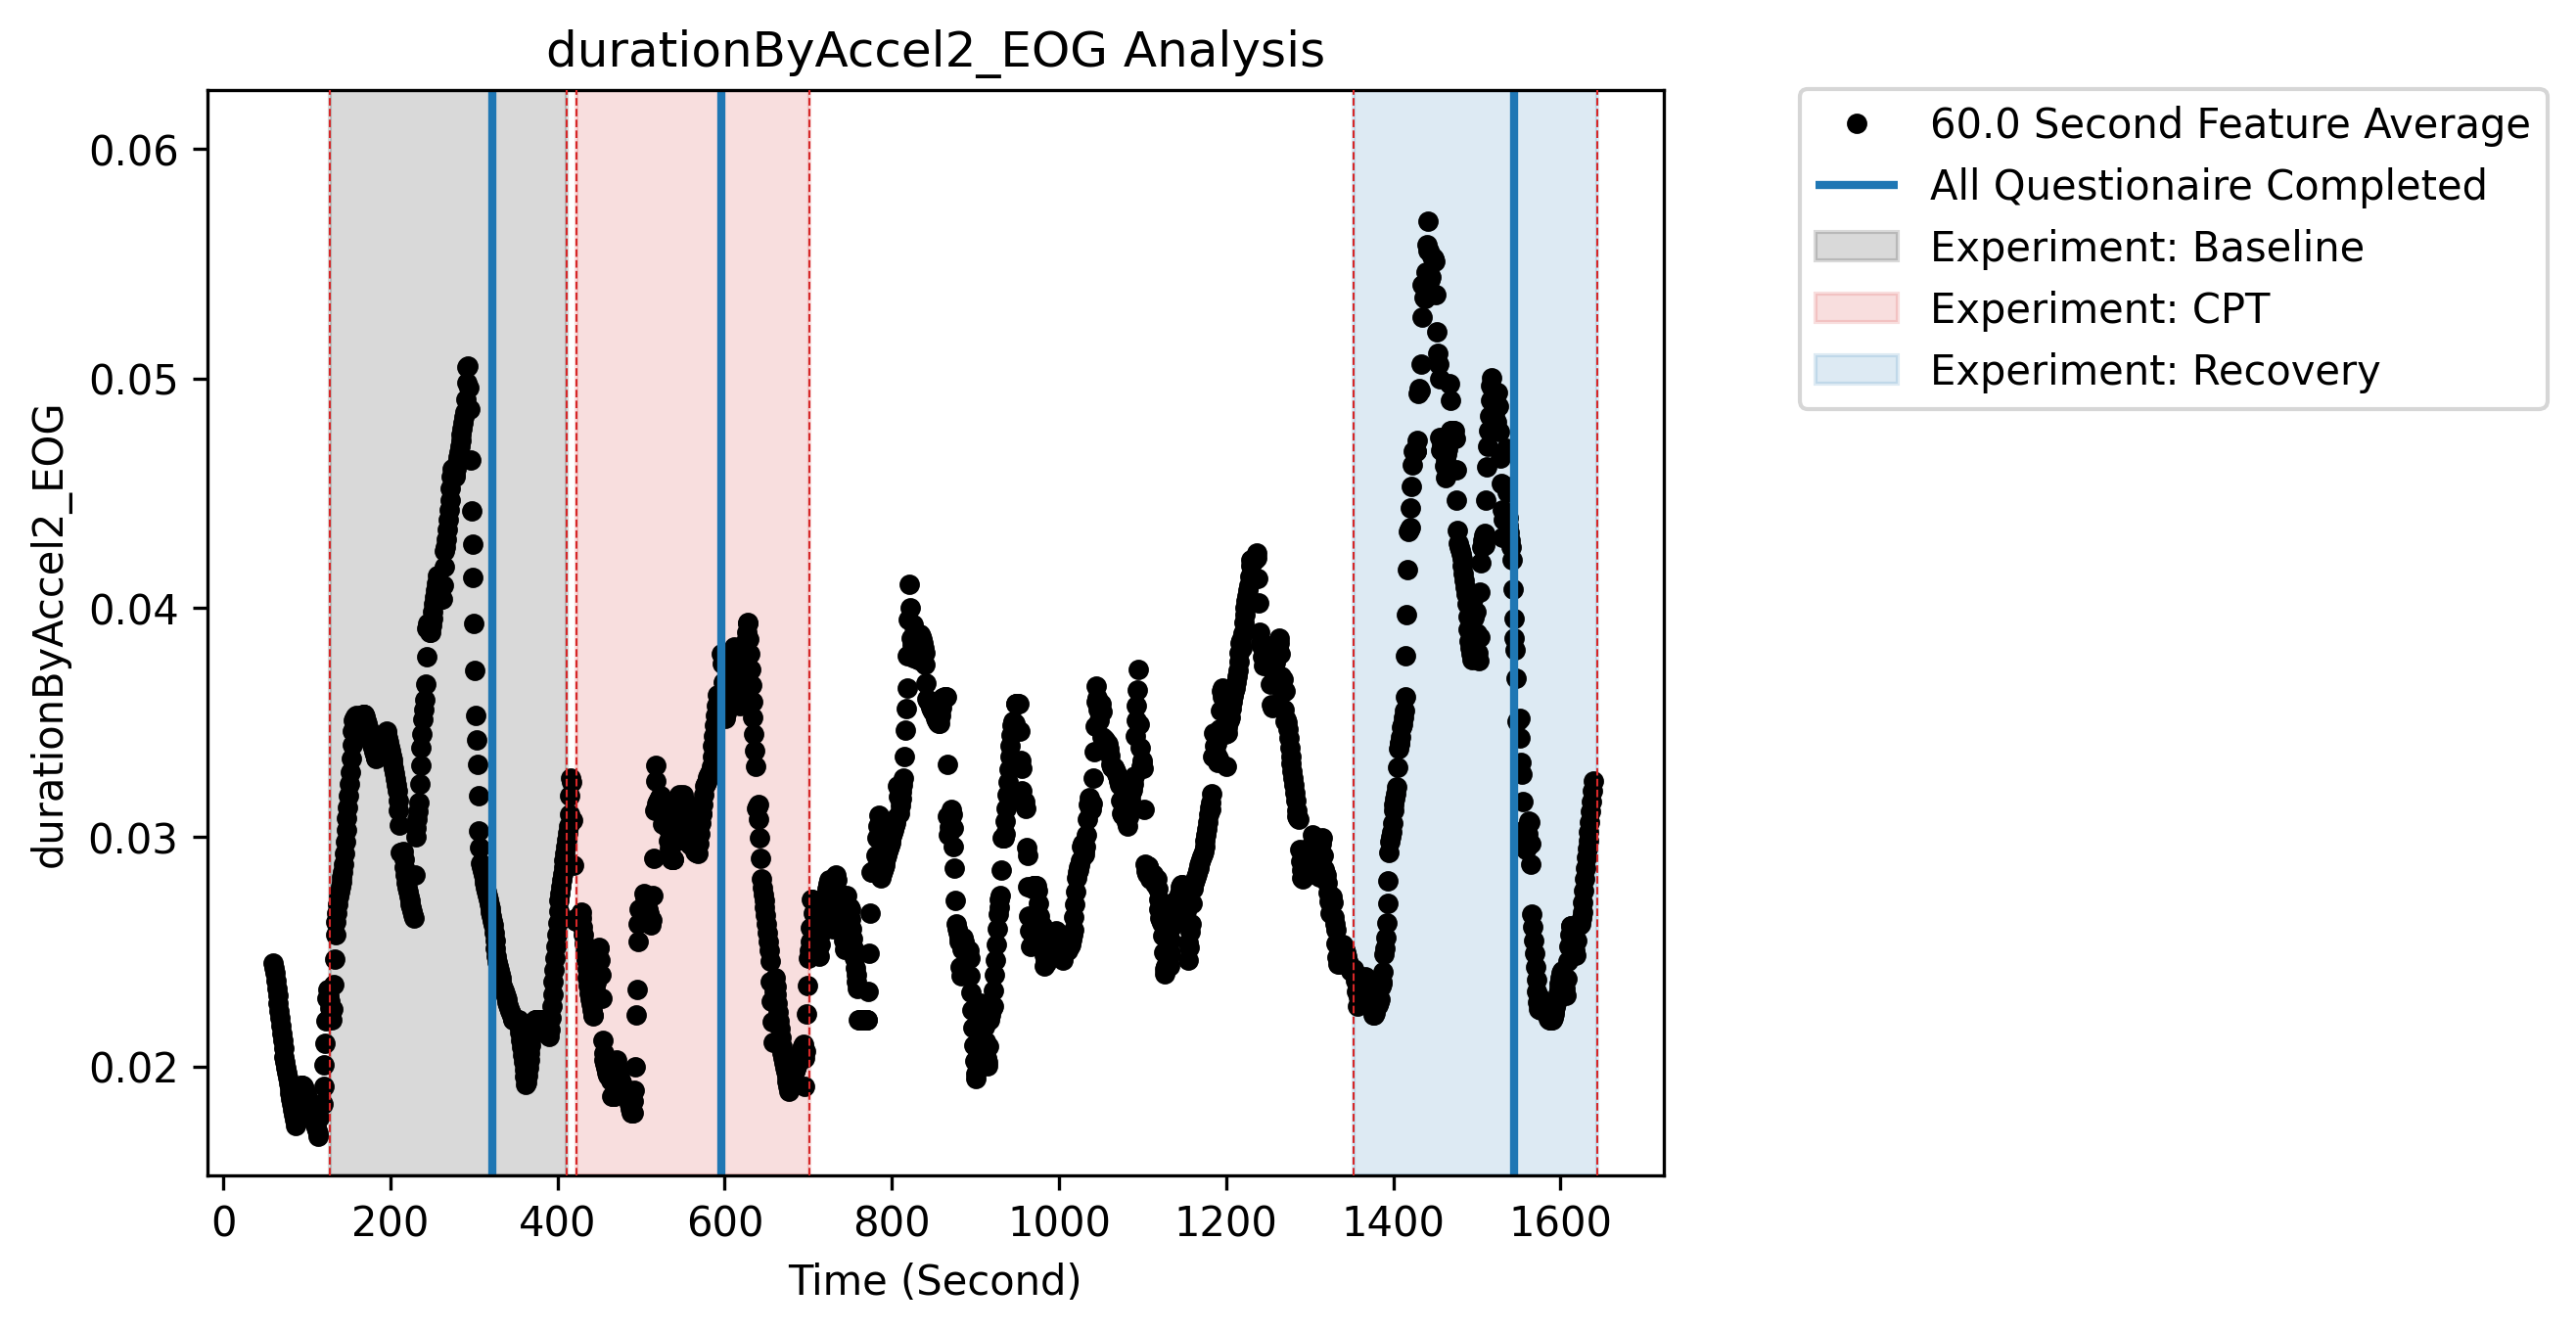 durationByAccel2_EOG Analysis
0.06
0.05
0.04
0.03
0.02
durationByAccel2_EOG
0 200 400 600 800 1000 1200 1400 1600
Time (Second)
60.0 Second Feature Average
All Questionaire Completed
Experiment: Baseline
Experiment: CPT
Experiment: Recovery